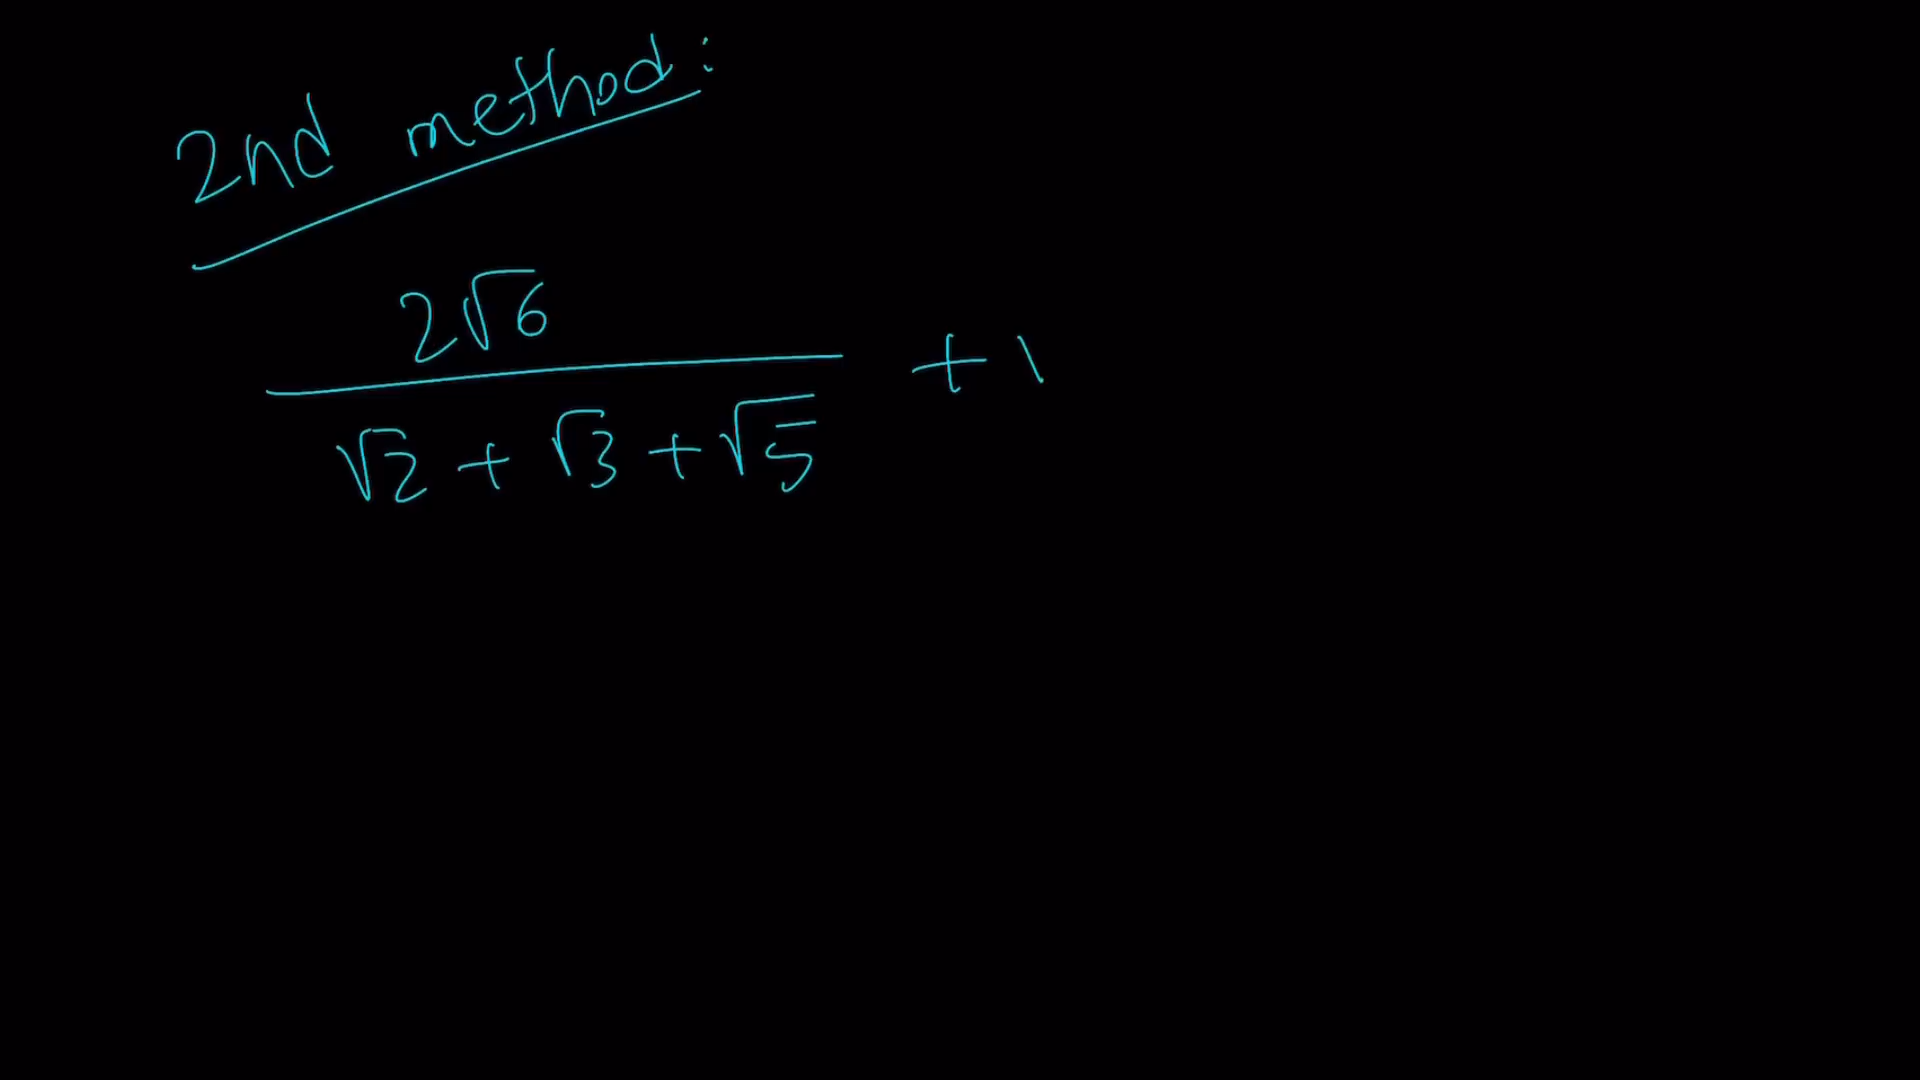 2nd method:
2√6
―――――――――― + 1
√2 + √3 + √5